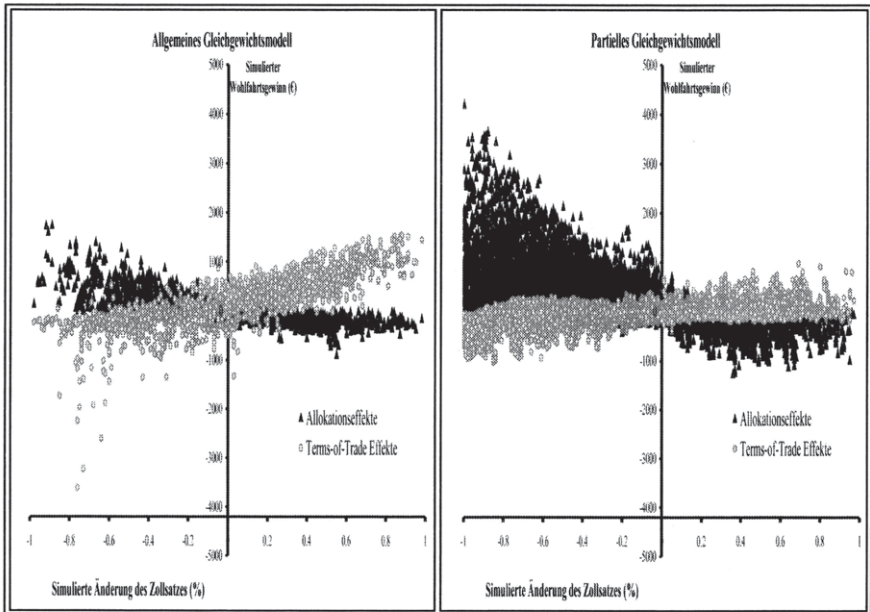 Allgemeines Gleichgewichtsmodell
Simulierter
Wohlfahrtsgewinn (€)
5000
4000
3000
2000
1000
0
-1000
-2000
-3000
-4000
-5000
▲ Allokationseffekte
○ Terms-of-Trade Effekte
-1 -0.8 -0.6 -0.4 -0.2 0 0.2 0.4 0.6 0.8 1
Simulierte Änderung des Zollsatzes (%)
Partielles Gleichgewichtsmodell
Simulierter
Wohlfahrtsgewinn (€)
5000
4000
3000
2000
1000
0
-1000
-2000
-3000
-4000
-5000
▲ Allokationseffekte
○ Terms-of-Trade Effekte
-1 -0.8 -0.6 -0.4 -0.2 0 0.2 0.4 0.6 0.8 1
Simulierte Änderung des Zollsatzes (%)